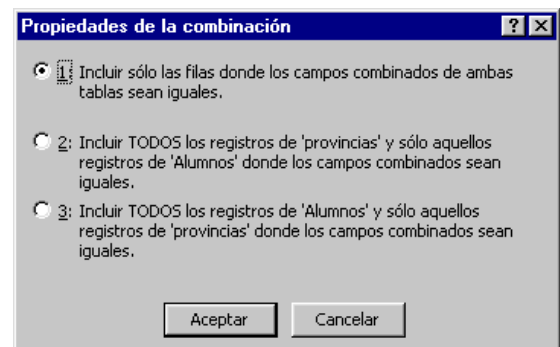 Propiedades de la combinación
1: Incluir sólo las filas donde los campos combinados de ambas
tablas sean iguales.
2: Incluir TODOS los registros de 'provincias' y sólo aquellos
registros de 'Alumnos' donde los campos combinados sean
iguales.
3: Incluir TODOS los registros de 'Alumnos' y sólo aquellos
registros de 'provincias' donde los campos combinados sean
iguales.
Aceptar Cancelar